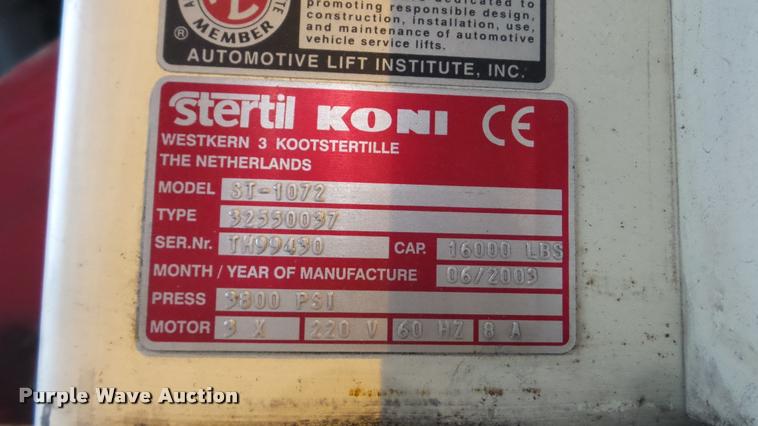 promoting responsible design,
construction, installation, use,
and maintenance of automotive
vehicle service lifts.
MEMBER
®
AUTOMOTIVE LIFT INSTITUTE, INC.
stertil KONI CE
WESTKERN 3 KOOTSTERTILLE
THE NETHERLANDS
MODEL ST-1072
TYPE 32550037
SER.Nr. TH99430 CAP. 16000 LBS
MONTH / YEAR OF MANUFACTURE 06/2003
PRESS 3800 PSI
MOTOR 3 X 220 V 60 HZ 8 A
Purple Wave Auction